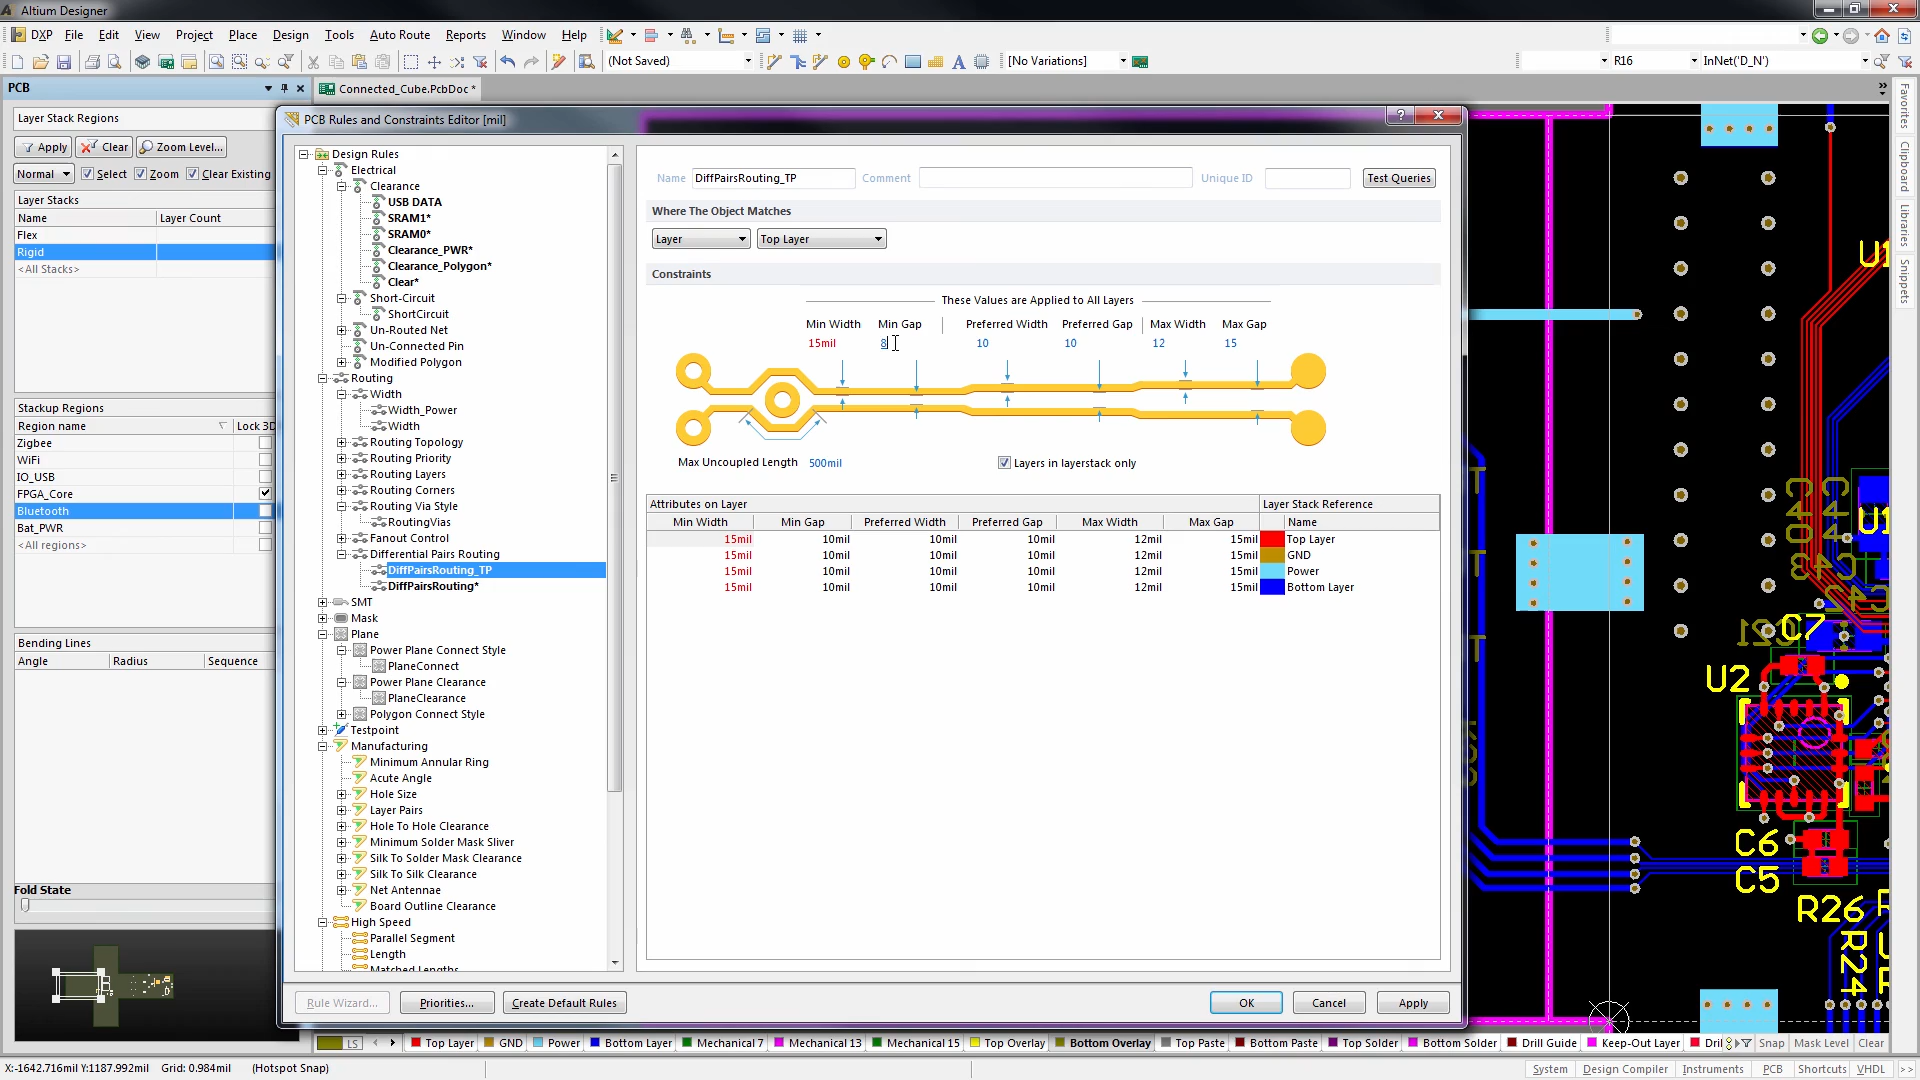 Altium Designer
DXP File Edit View Project Place Design Tools Auto Route Reports Window Help
(Not Saved) [No Variations] R16 InNet('D_N')
PCB
Connected_Cube.PcbDoc *
Layer Stack Regions
Apply Clear Zoom Level...
Normal Select Zoom Clear Existing
Layer Stacks
Name Layer Count
Flex
Rigid
<All Stacks>
Stackup Regions
Region name Lock 3D
Zigbee
WiFi
IO_USB
FPGA_Core
Bluetooth
Bat_PWR
<All regions>
Bending Lines
Angle Radius Sequence
Fold State
PCB Rules and Constraints Editor [mil]
Design Rules
Electrical
Clearance
USB DATA
SRAM1*
SRAM0*
Clearance_PWR*
Clearance_Polygon*
Clear*
Short-Circuit
ShortCircuit
Un-Routed Net
Un-Connected Pin
Modified Polygon
Routing
Width
Width_Power
Width
Routing Topology
Routing Priority
Routing Layers
Routing Corners
Routing Via Style
RoutingVias
Fanout Control
Differential Pairs Routing
DiffPairsRouting_TP
DiffPairsRouting*
SMT
Mask
Plane
Power Plane Connect Style
PlaneConnect
Power Plane Clearance
PlaneClearance
Polygon Connect Style
Testpoint
Manufacturing
Minimum Annular Ring
Acute Angle
Hole Size
Layer Pairs
Hole To Hole Clearance
Minimum Solder Mask Sliver
Silk To Solder Mask Clearance
Silk To Silk Clearance
Net Antennae
Board Outline Clearance
High Speed
Parallel Segment
Length
Matched Lengths
Name DiffPairsRouting_TP Comment Unique ID Test Queries
Where The Object Matches
Layer Top Layer
Constraints
These Values are Applied to All Layers
Min Width Min Gap Preferred Width Preferred Gap Max Width Max Gap
15mil 8 10 10 12 15
Max Uncoupled Length 500mil Layers in layerstack only
Attributes on Layer Layer Stack Reference
Min Width Min Gap Preferred Width Preferred Gap Max Width Max Gap Name
15mil 10mil 10mil 10mil 12mil 15mil Top Layer
15mil 10mil 10mil 10mil 12mil 15mil GND
15mil 10mil 10mil 10mil 12mil 15mil Power
15mil 10mil 10mil 10mil 12mil 15mil Bottom Layer
Rule Wizard... Priorities... Create Default Rules OK Cancel Apply
Favorites
Clipboard
Libraries
Snippets
C21
C7
U2
C6
C5
R26
R24
LS Top Layer GND Power Bottom Layer Mechanical 7 Mechanical 13 Mechanical 15 Top Overlay Bottom Overlay Top Paste Bottom Paste Top Solder Bottom Solder Drill Guide Keep-Out Layer Dril Snap Mask Level Clear
X:-1642.716mil Y:1187.992mil Grid: 0.984mil (Hotspot Snap) System Design Compiler Instruments PCB Shortcuts VHDL >>